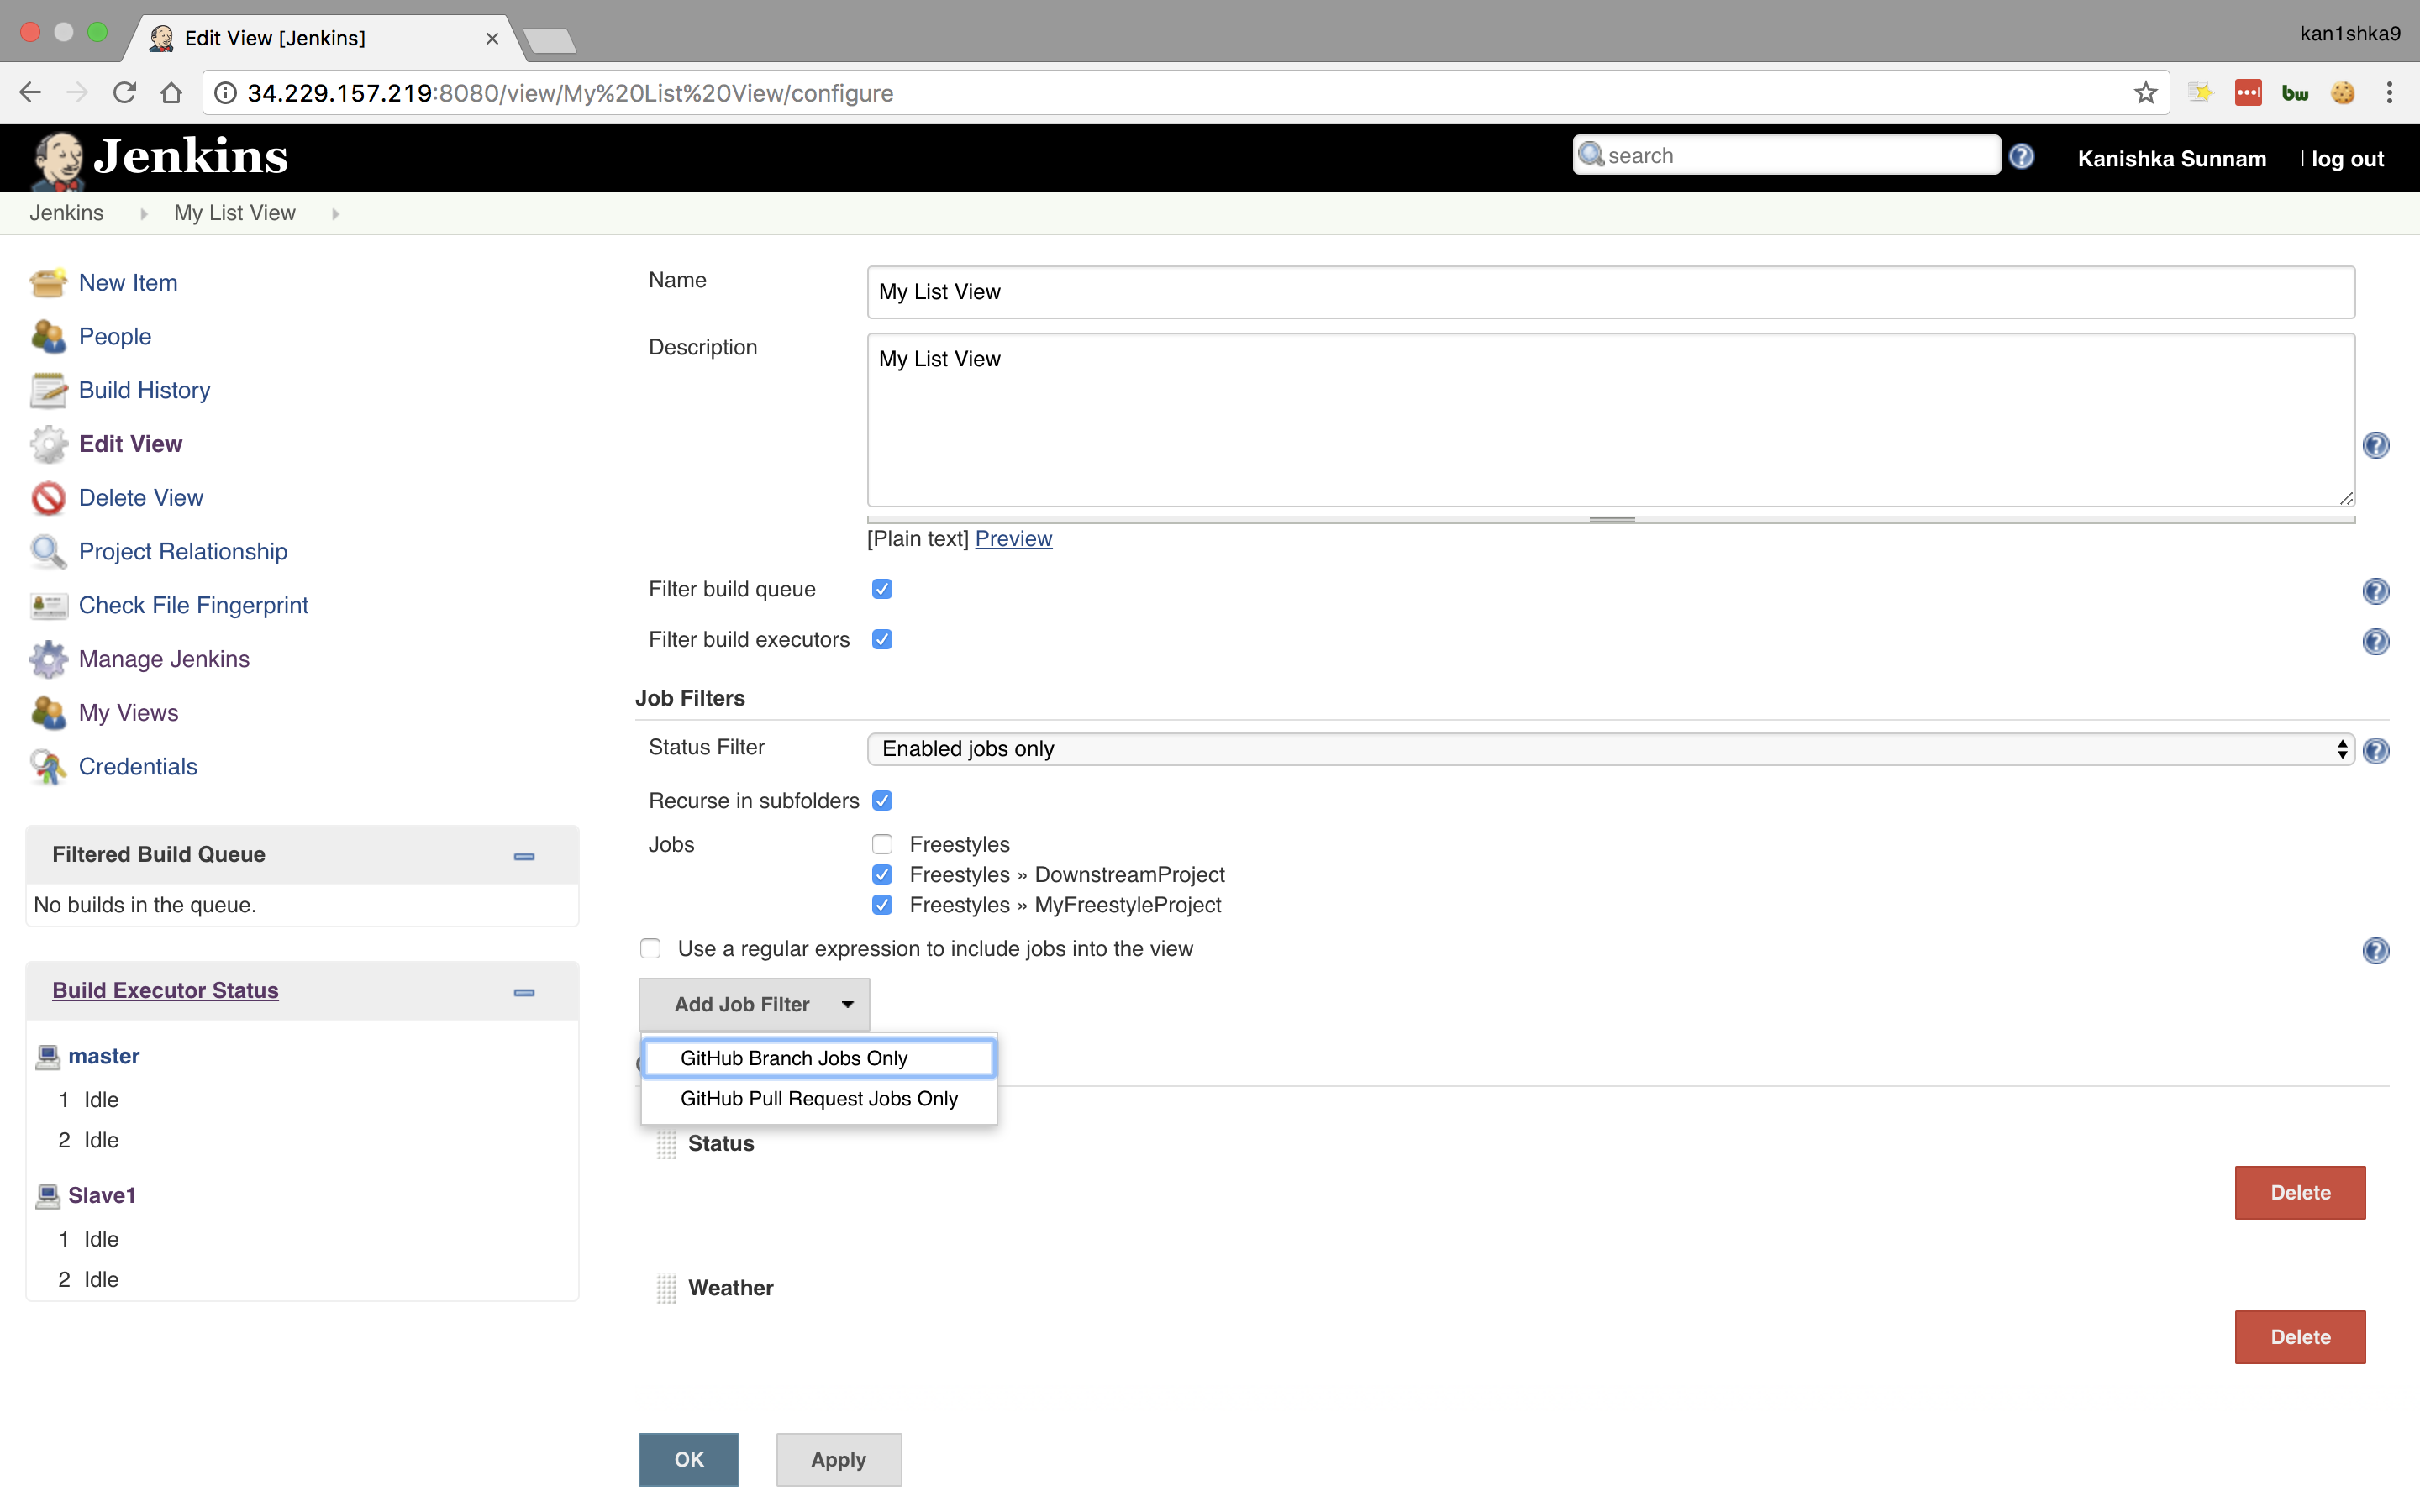 Edit View [Jenkins]
kan1shka9
34.229.157.219:8080/view/My%20List%20View/configure
bw
Jenkins
search
Kanishka Sunnam
| log out
Jenkins
My List View
New Item
People
Build History
Edit View
Delete View
Project Relationship
Check File Fingerprint
Manage Jenkins
My Views
Credentials
Filtered Build Queue
No builds in the queue.
Build Executor Status
master
1 Idle
2 Idle
Slave1
1 Idle
2 Idle
Name
My List View
Description
My List View
[Plain text] Preview
Filter build queue
Filter build executors
Job Filters
Status Filter
Enabled jobs only
Recurse in subfolders
Jobs
Freestyles
Freestyles » DownstreamProject
Freestyles » MyFreestyleProject
Use a regular expression to include jobs into the view
Add Job Filter
GitHub Branch Jobs Only
GitHub Pull Request Jobs Only
Status
Delete
Weather
Delete
OK
Apply